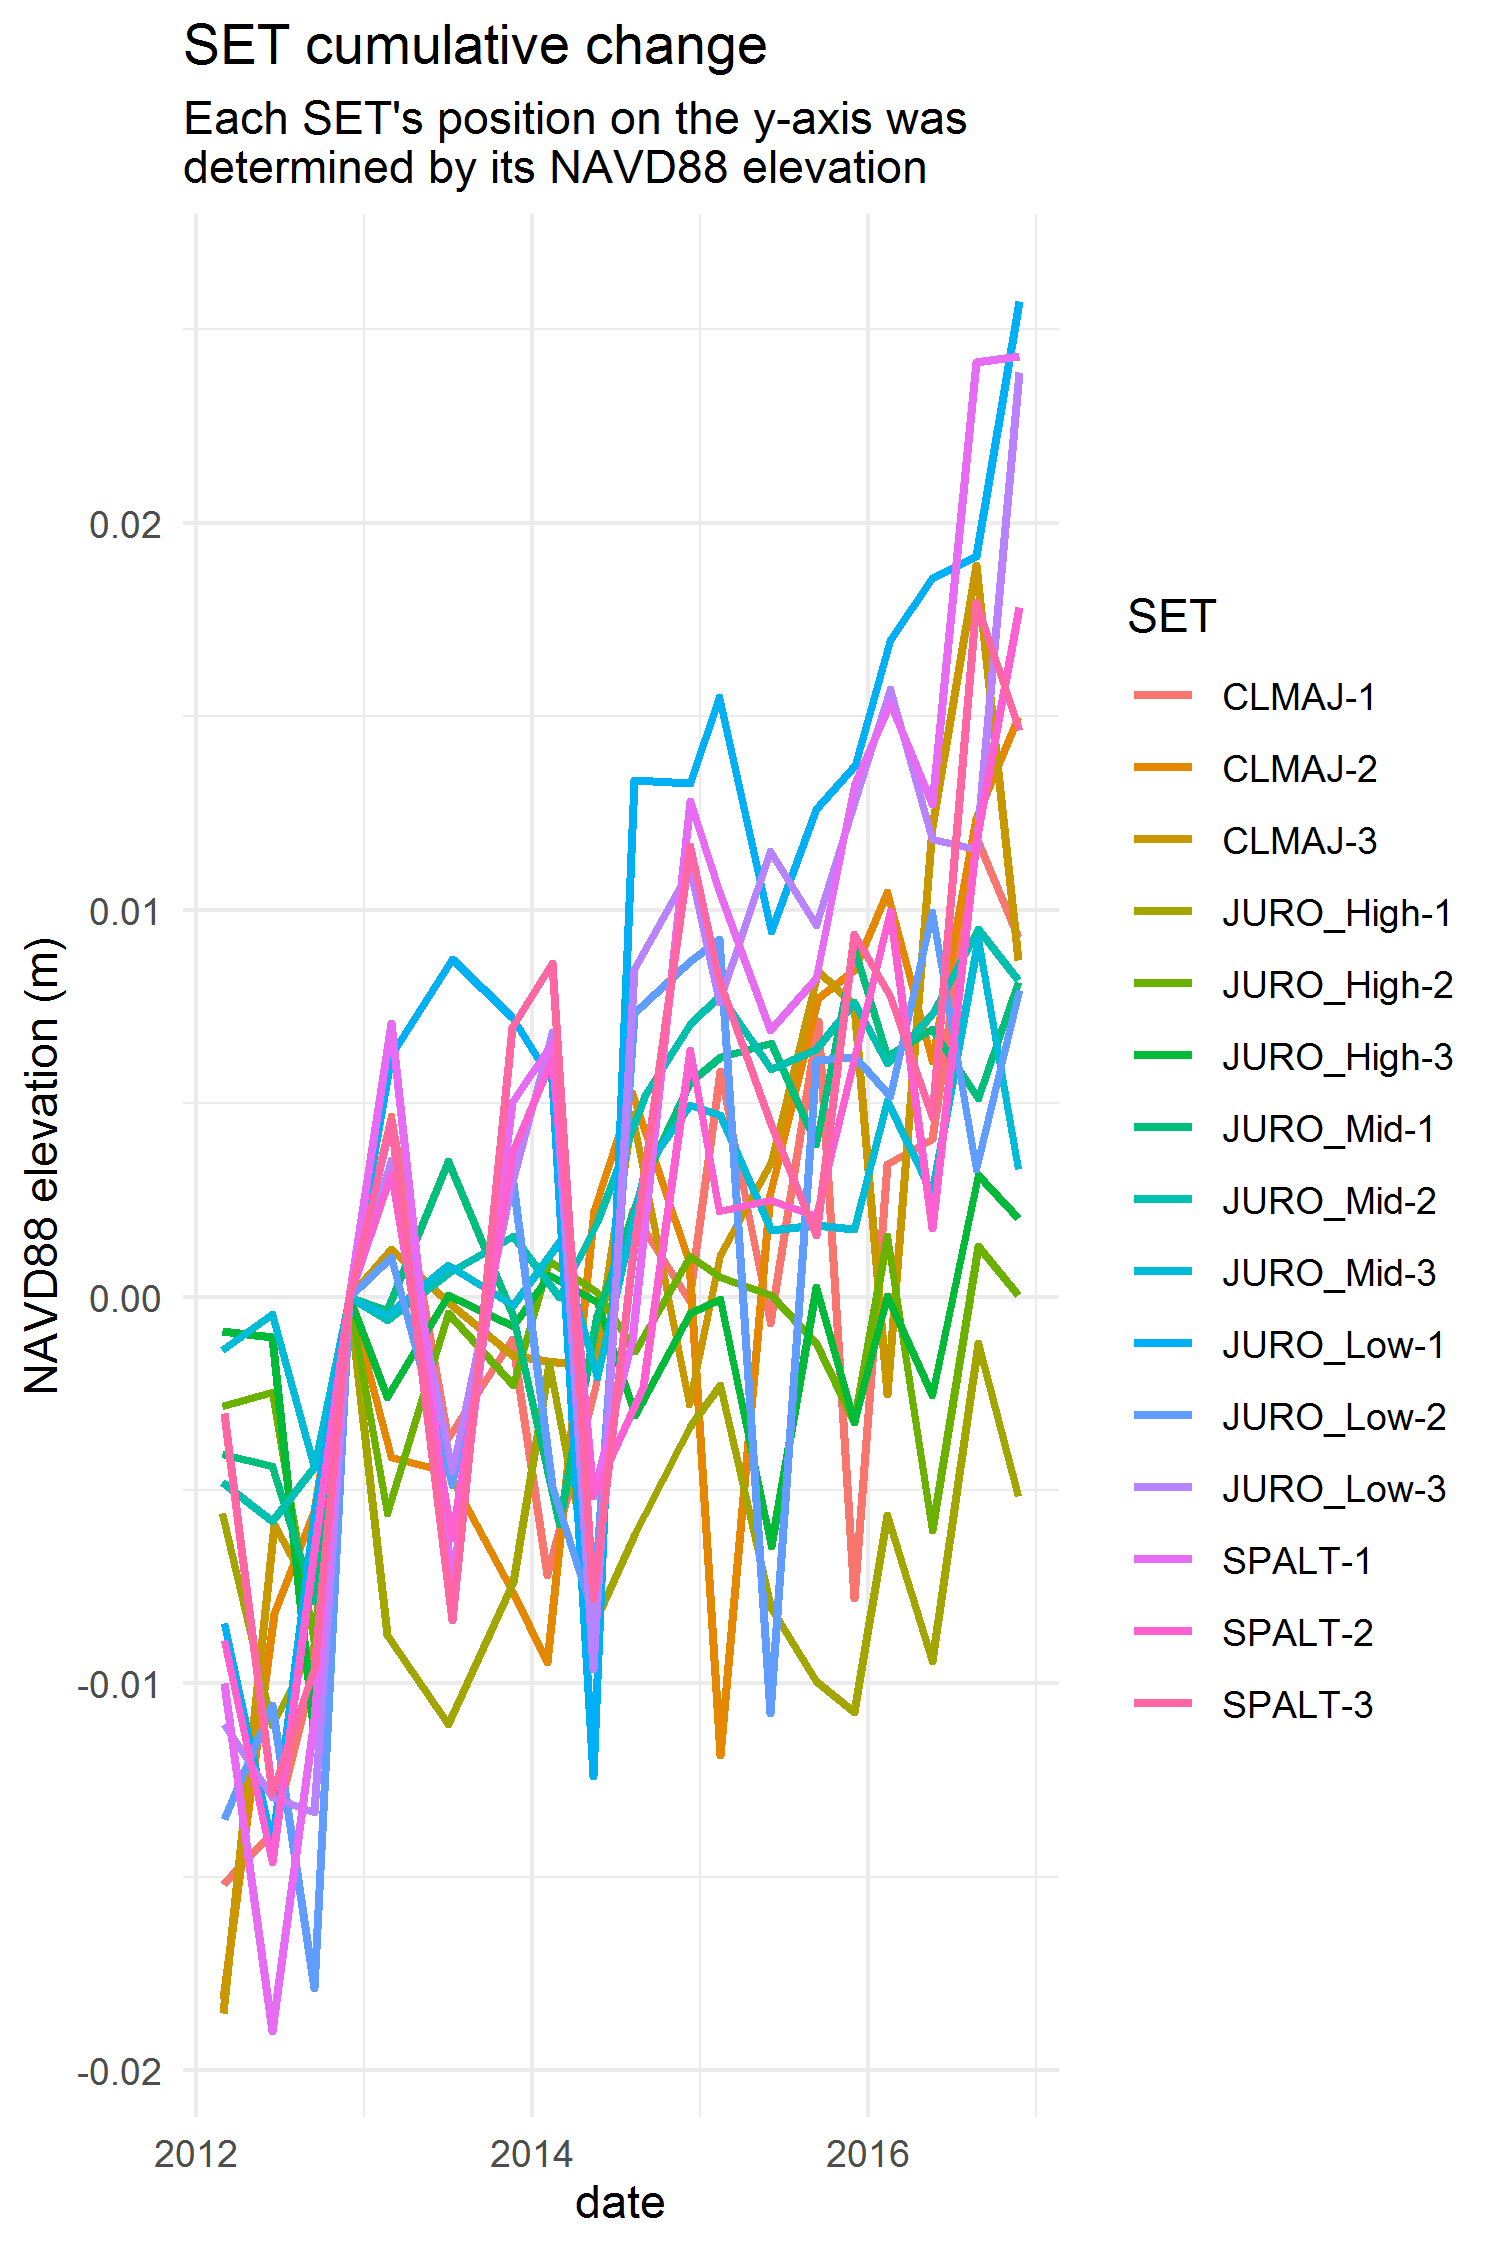 SET cumulative change
Each SET's position on the y-axis was
determined by its NAVD88 elevation
NAVD88 elevation (m)
0.02
0.01
0.00
-0.01
-0.02
2012
2014
2016
date
SET
CLMAJ-1
CLMAJ-2
CLMAJ-3
JURO_High-1
JURO_High-2
JURO_High-3
JURO_Mid-1
JURO_Mid-2
JURO_Mid-3
JURO_Low-1
JURO_Low-2
JURO_Low-3
SPALT-1
SPALT-2
SPALT-3